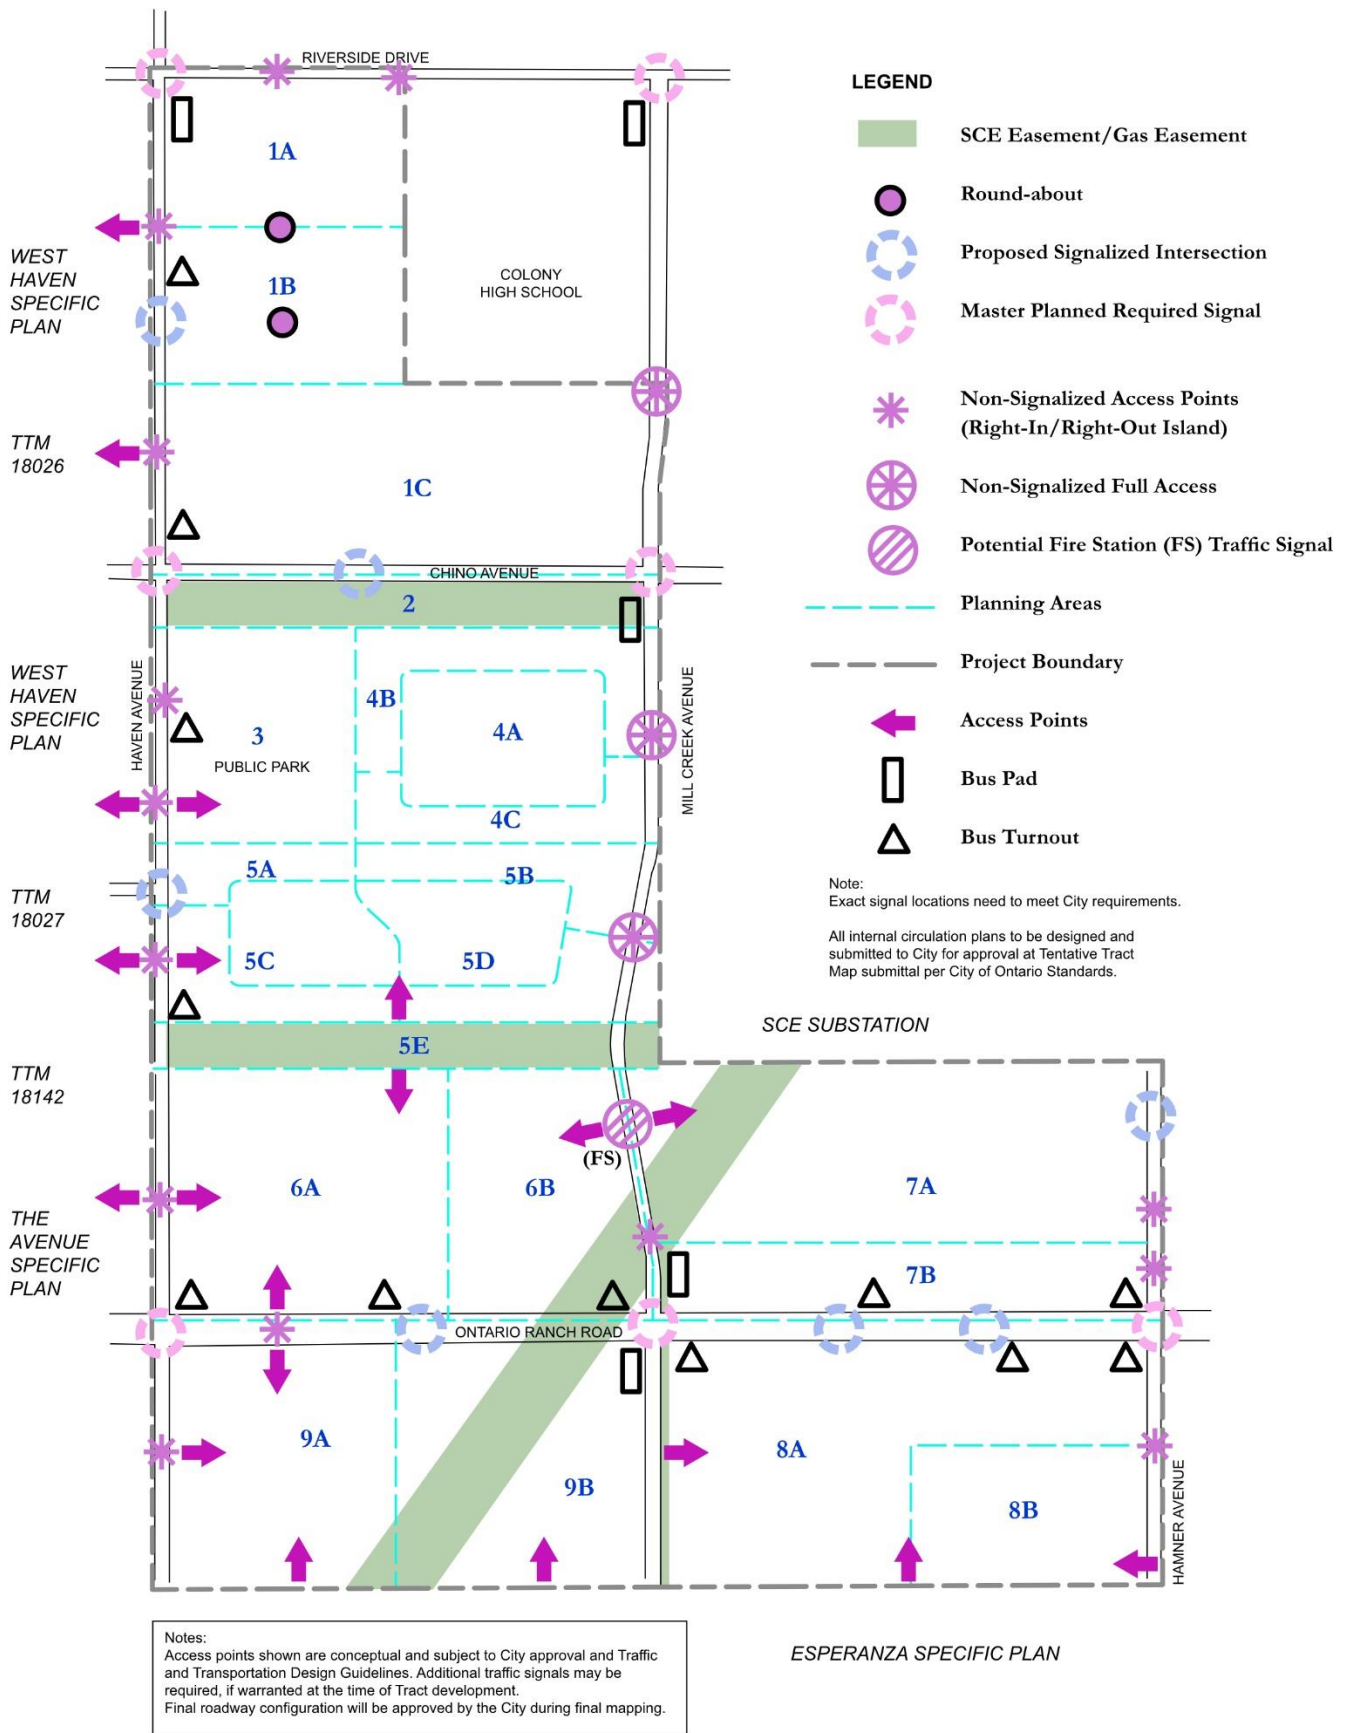 RIVERSIDE DRIVE
LEGEND
SCE Easement/Gas Easement
Round-about
Proposed Signalized Intersection
Master Planned Required Signal
Non-Signalized Access Points
(Right-In/Right-Out Island)
Non-Signalized Full Access
Potential Fire Station (FS) Traffic Signal
Planning Areas
Project Boundary
Access Points
Bus Pad
Bus Turnout
Note:
Exact signal locations need to meet City requirements.
All internal circulation plans to be designed and
submitted to City for approval at Tentative Tract
Map submittal per City of Ontario Standards.
1A
WEST
HAVEN
SPECIFIC
PLAN
1B
COLONY
HIGH SCHOOL
TTM
18026
1C
CHINO AVENUE
2
WEST
HAVEN
SPECIFIC
PLAN
HAVEN AVENUE
3
PUBLIC PARK
4B
4A
4C
MILL CREEK AVENUE
5A
5B
TTM
18027
5C
5D
SCE SUBSTATION
5E
TTM
18142
(FS)
6A
6B
7A
THE
AVENUE
SPECIFIC
PLAN
7B
ONTARIO RANCH ROAD
9A
9B
8A
8B
HAMNER AVENUE
Notes:
Access points shown are conceptual and subject to City approval and Traffic
and Transportation Design Guidelines. Additional traffic signals may be
required, if warranted at the time of Tract development.
Final roadway configuration will be approved by the City during final mapping.
ESPERANZA SPECIFIC PLAN